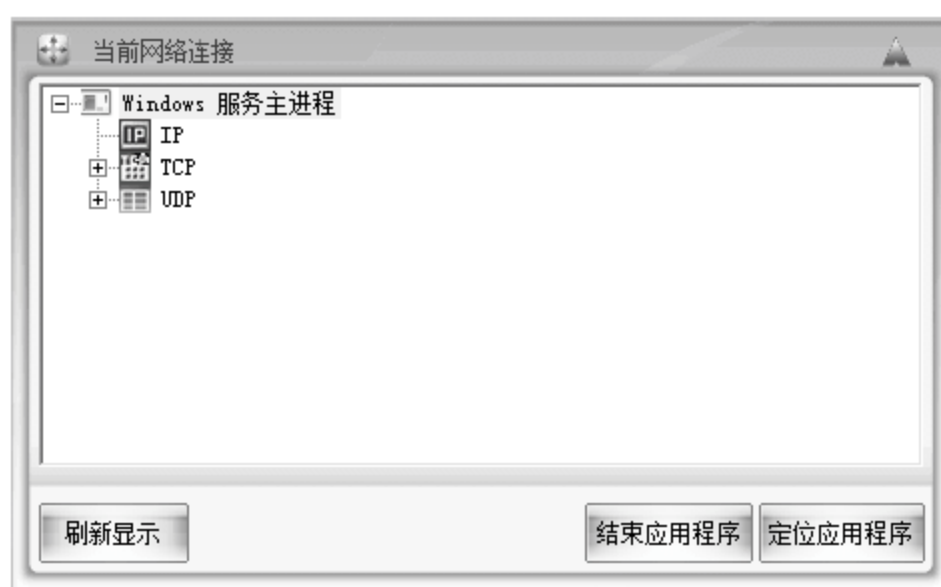 当前网络连接
Windows 服务主进程
IP
TCP
UDP
刷新显示
结束应用程序
定位应用程序